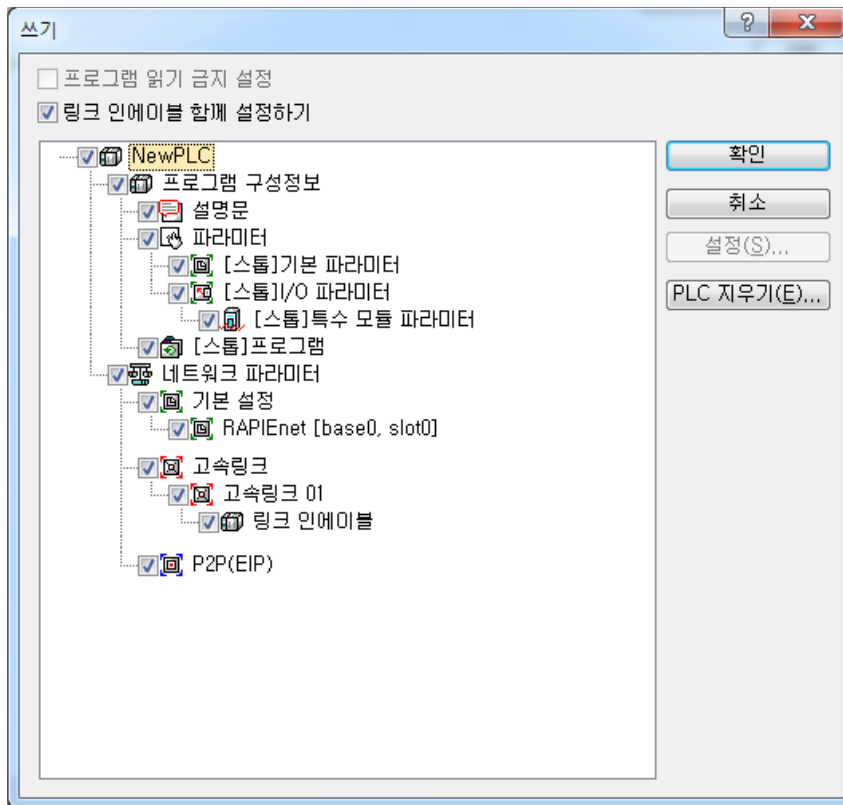 쓰기
프로그램 읽기 금지 설정
링크 인에이블 함께 설정하기
NewPLC
프로그램 구성정보
설명문
파라미터
[스톱]기본 파라미터
[스톱]I/O 파라미터
[스톱]특수 모듈 파라미터
[스톱]프로그램
네트워크 파라미터
기본 설정
RAPIEnet [base0, slot0]
고속링크
고속링크 01
링크 인에이블
P2P(EIP)
확인
취소
설정(S)...
PLC 지우기(E)...